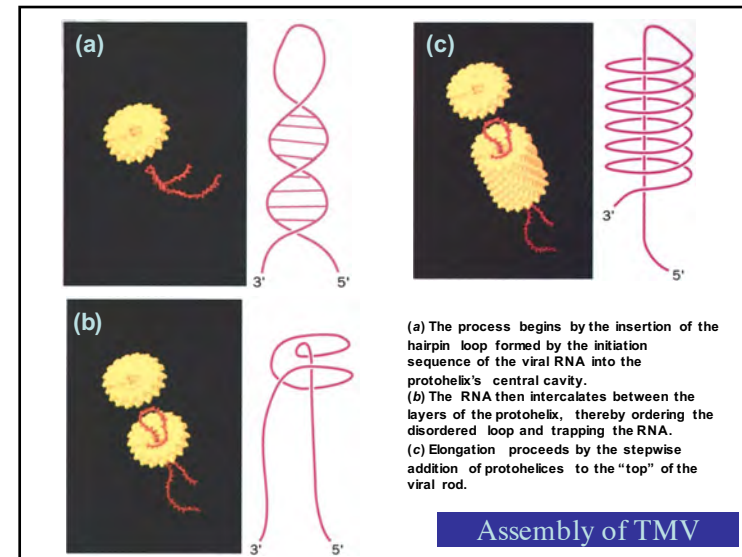 (a)
3'
5'
(b)
3'
5'
(c)
3'
5'
(a) The process begins by the insertion of the
hairpin loop formed by the initiation
sequence of the viral RNA into the
protohelix's central cavity.
(b) The RNA then intercalates between the
layers of the protohelix, thereby ordering the
disordered loop and trapping the RNA.
(c) Elongation proceeds by the stepwise
addition of protohelices to the “top” of the
viral rod.
Assembly of TMV